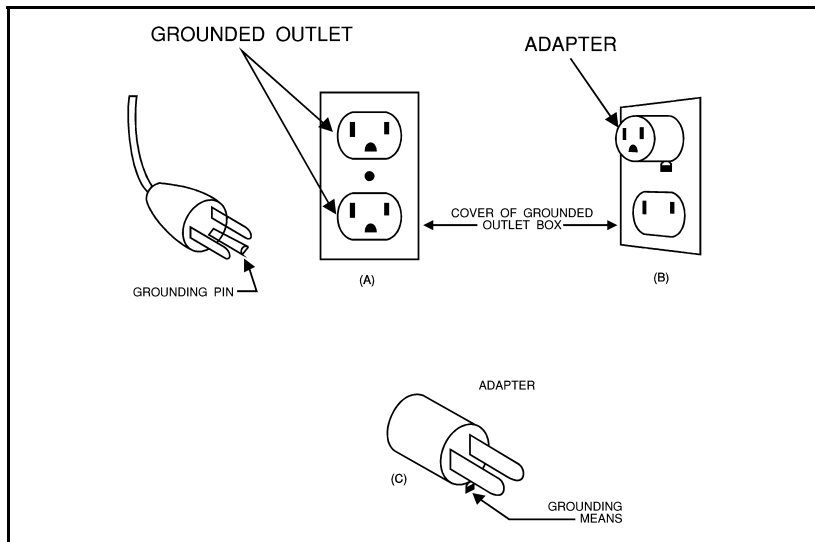 GROUNDED OUTLET
ADAPTER
COVER OF GROUNDED
OUTLET BOX
GROUNDING PIN
(A)
(B)
ADAPTER
(C)
GROUNDING
MEANS